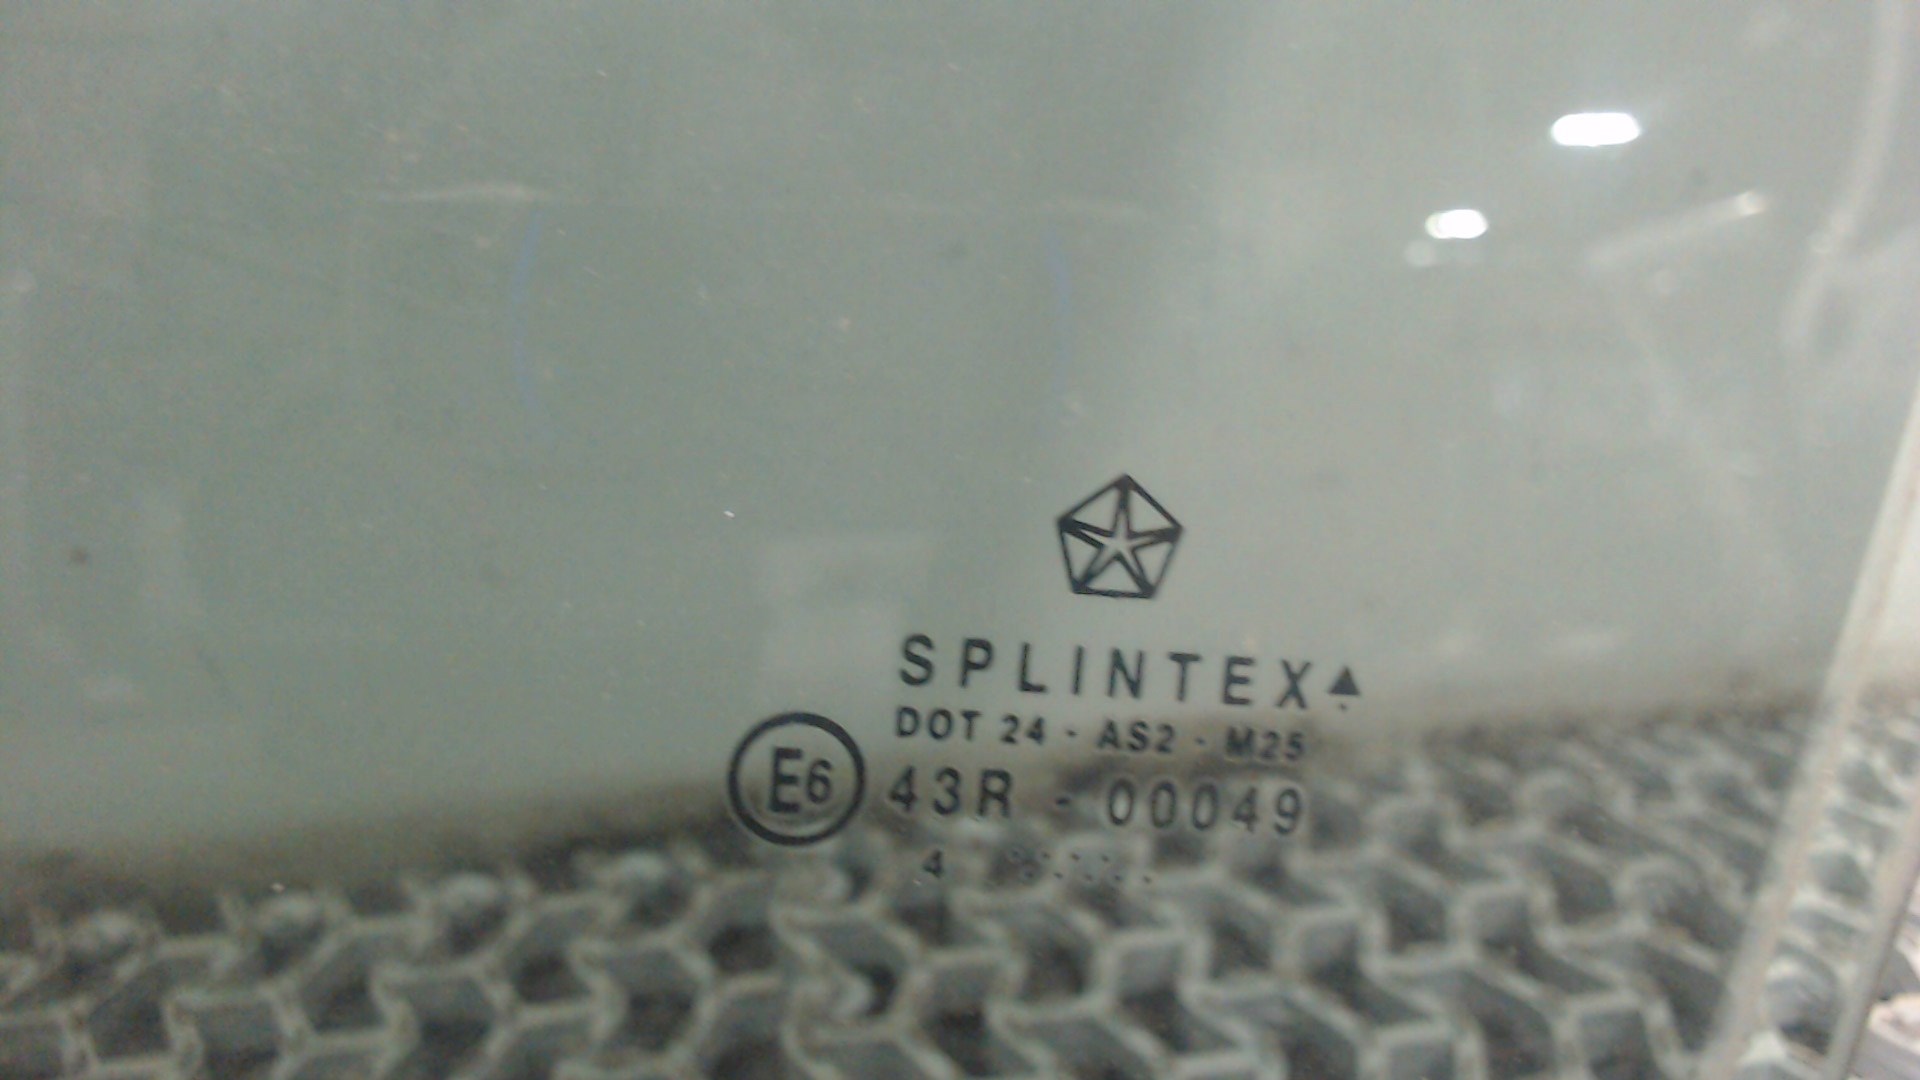 SPLINTEX
DOT 24 - AS2 - M25
E6 43R - 00049
4